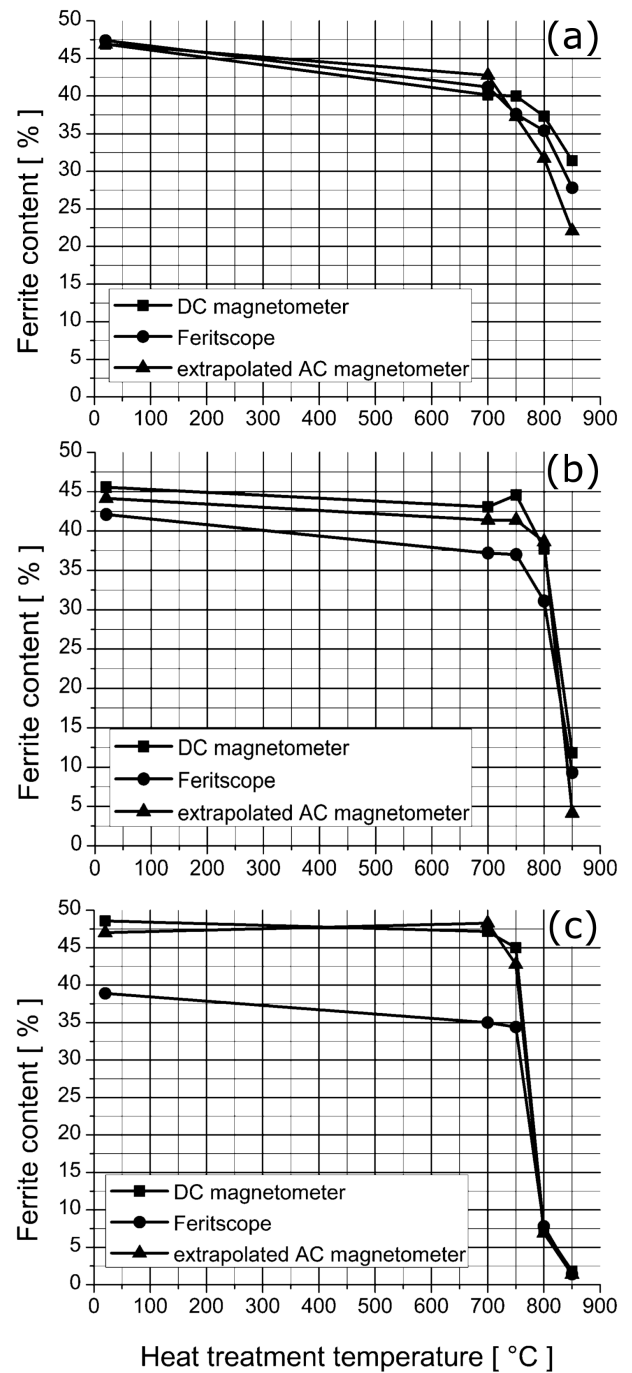 (a)
50
45
40
35
30
25
20
15
10
5
0
Ferrite content [ % ]
DC magnetometer
Feritscope
extrapolated AC magnetometer
0 100 200 300 400 500 600 700 800 900
(b)
50
45
40
35
30
25
20
15
10
5
0
Ferrite content [ % ]
DC magnetometer
Feritscope
extrapolated AC magnetometer
0 100 200 300 400 500 600 700 800 900
(c)
50
45
40
35
30
25
20
15
10
5
0
Ferrite content [ % ]
DC magnetometer
Feritscope
extrapolated AC magnetometer
0 100 200 300 400 500 600 700 800 900
Heat treatment temperature [ °C ]